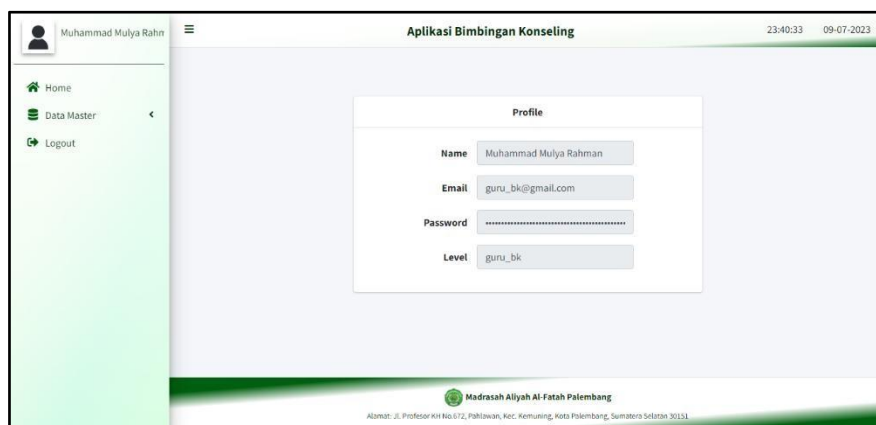 Muhammad Mulya Rahm
Aplikasi Bimbingan Konseling
23:40:33 09-07-2023
Home
Data Master
Logout
Profile
Name Muhammad Mulya Rahman
Email guru_bk@gmail.com
Password
Level guru_bk
Madrasah Aliyah Al-Fatah Palembang
Alamat: Jl. Profesor KH No.672, Pahlawan, Kec. Kemuning, Kota Palembang, Sumatera Selatan 30151